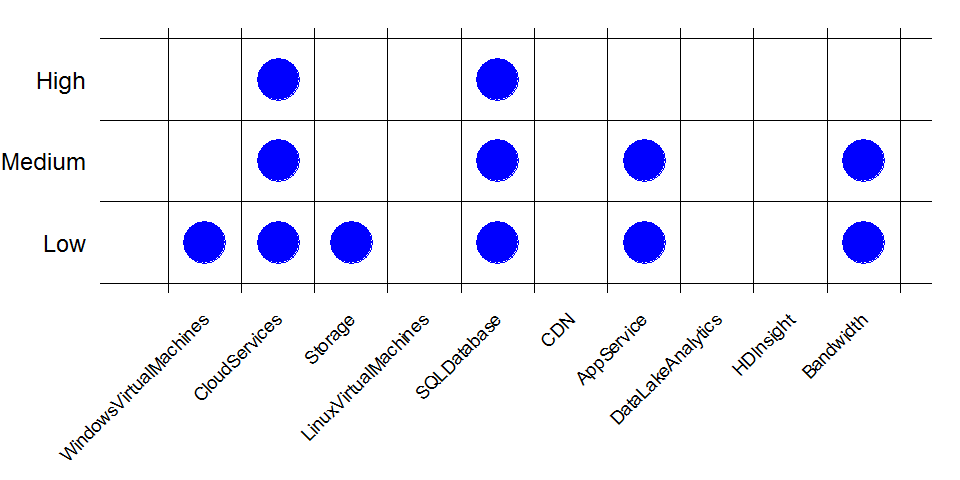 High
Medium
Low
WindowsVirtualMachines
CloudServices
Storage
LinuxVirtualMachines
SQLDatabase
CDN
AppService
DataLakeAnalytics
HDInsight
Bandwidth